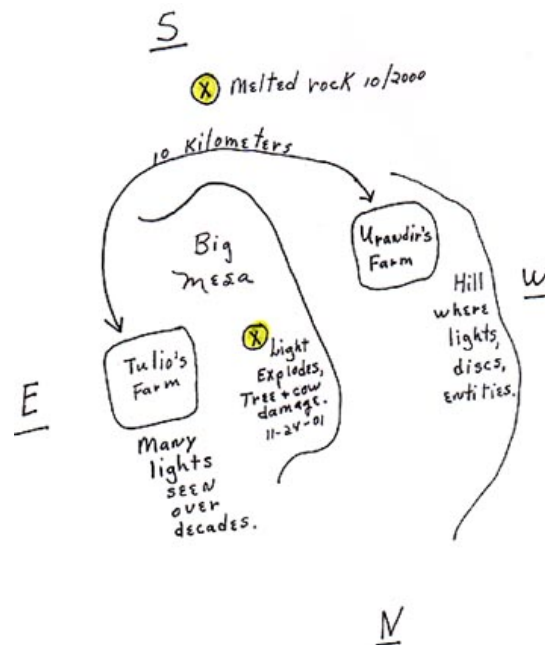 S
X Melted rock 10/2000
10 Kilometers
Big
Mesa
Urandir's
Farm
W
Hill
where
lights,
discs,
entities.
X
Light
Explodes,
Tree + cow
damage.
11-24-01
Tulio's
Farm
E
Many
lights
seen
over
decades.
N